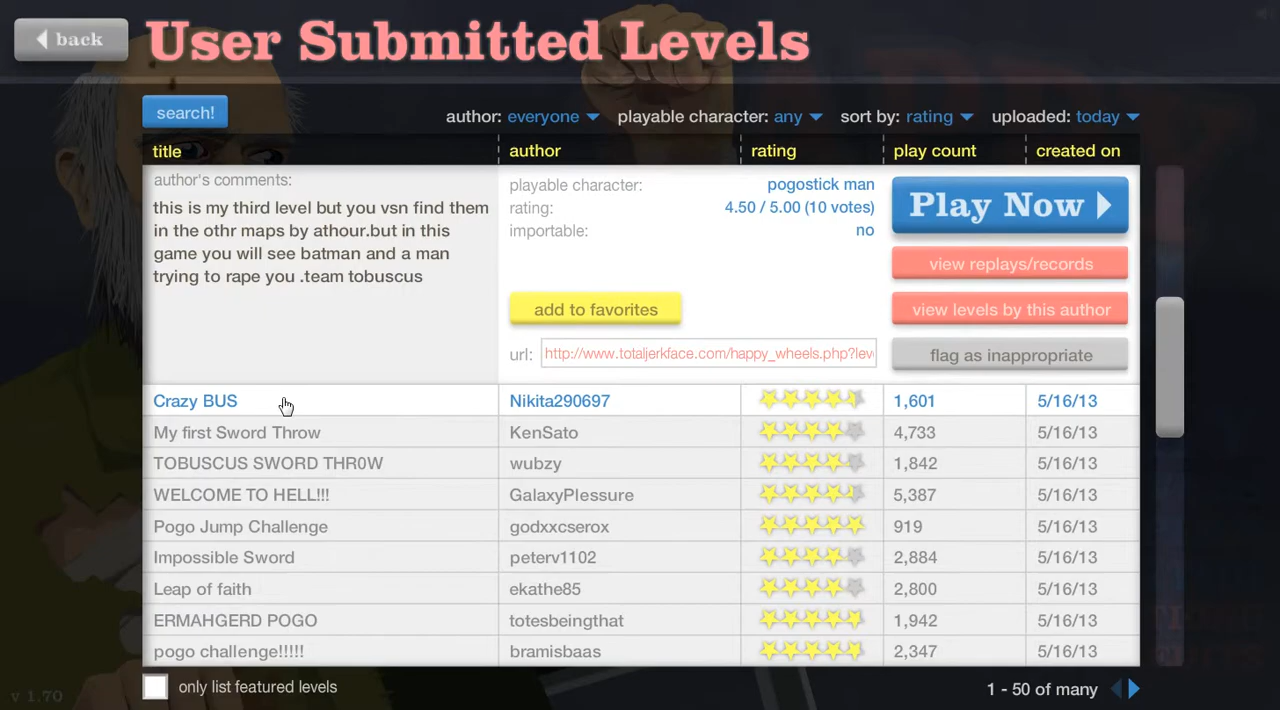 back
User Submitted Levels
search!
author: everyone playable character: any sort by: rating uploaded: today
title author rating play count created on
author's comments:
this is my third level but you vsn find them
in the othr maps by athour.but in this
game you will see batman and a man
trying to rape you .team tobuscus
playable character: pogostick man
rating: 4.50 / 5.00 (10 votes)
importable: no
add to favorites
url: http://www.totaljerkface.com/happy_wheels.php?lev
Play Now
view replays/records
view levels by this author
flag as inappropriate
Crazy BUS Nikita290697 1,601 5/16/13
My first Sword Throw KenSato 4,733 5/16/13
TOBUSCUS SWORD THR0W wubzy 1,842 5/16/13
WELCOME TO HELL!!! GalaxyPlessure 5,387 5/16/13
Pogo Jump Challenge godxxcserox 919 5/16/13
Impossible Sword peterv1102 2,884 5/16/13
Leap of faith ekathe85 2,800 5/16/13
ERMAHGERD POGO totesbeingthat 1,942 5/16/13
pogo challenge!!!!! bramisbaas 2,347 5/16/13
only list featured levels
1 - 50 of many
v 1.70